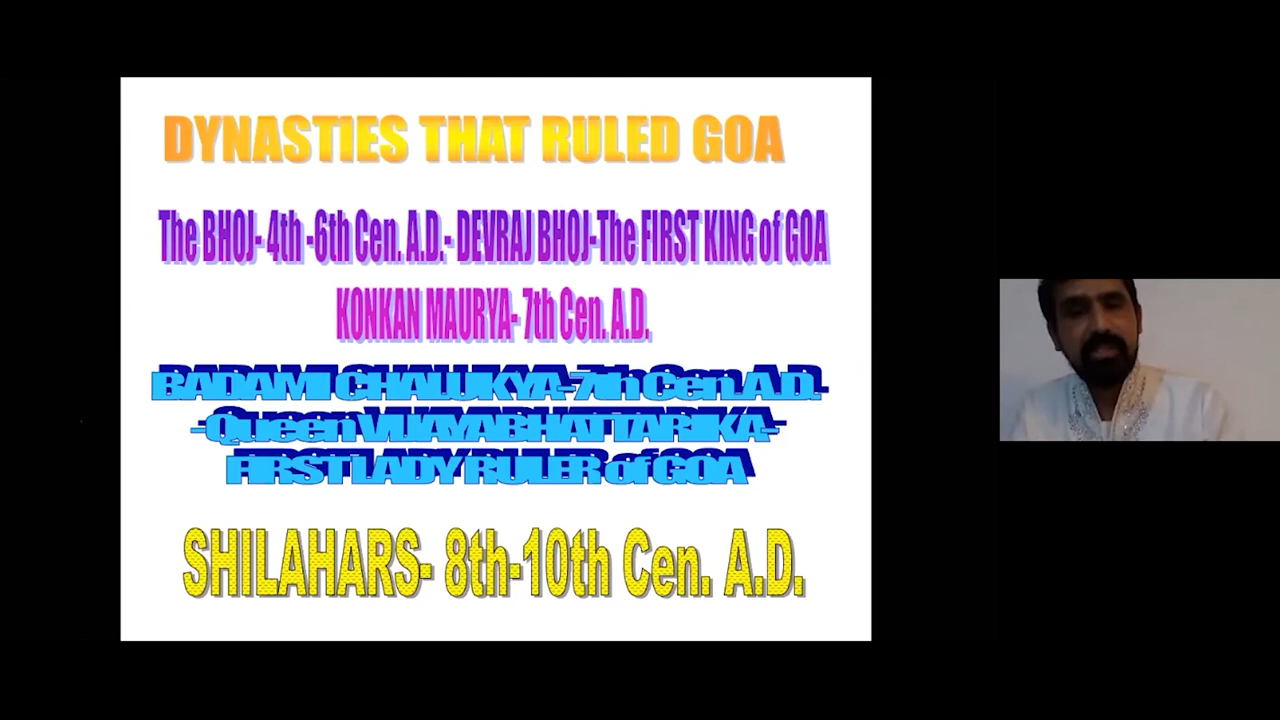 DYNASTIES THAT RULED GOA
The BHOJ- 4th -6th Cen. A.D.- DEVRAJ BHOJ-The FIRST KING of GOA
KONKAN MAURYA- 7th Cen. A.D.
BADAMI CHALUKYA-7th Cen. A.D.
-Queen VIJAYABHATTARIKA-
FIRST LADY RULER of GOA
SHILAHARS- 8th-10th Cen. A.D.